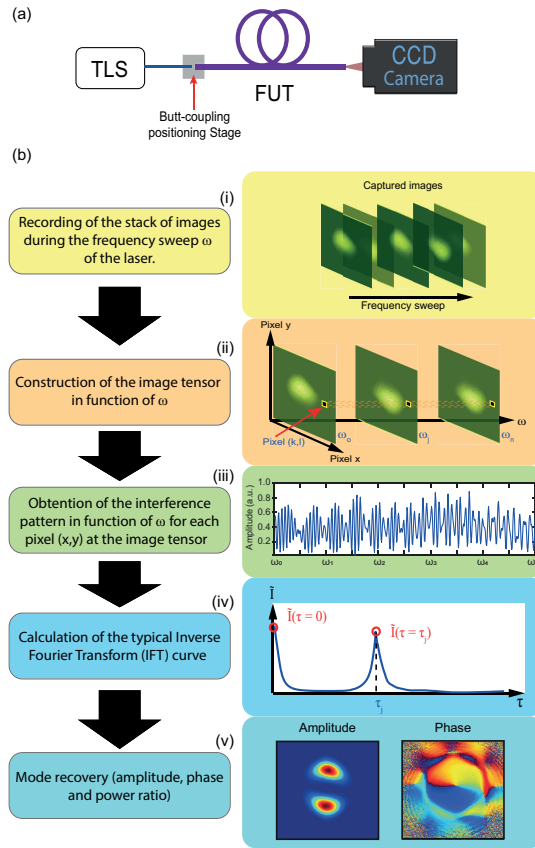 (a)
TLS
FUT
CCD
Camera
Butt-coupling
positioning Stage
(b)
(i)
Recording of the stack of images
during the frequency sweep ω
of the laser.
Captured images
Frequency sweep
(ii)
Construction of the image tensor
in function of ω
Pixel y
Pixel (k,l)
Pixel x
ω₀
ωⱼ
ωₙ
ω
(iii)
Obtention of the interference
pattern in function of ω for each
pixel (x,y) at the image tensor
Amplitude (a.u.)
1.0
0.8
0.6
0.4
0.2
0
ω₀ ω₁ ω₂ ω₃ ω₄ ω
(iv)
Calculation of the typical Inverse
Fourier Transform (IFT) curve
Ĩ
Ĩ(τ = 0)
Ĩ(τ = τⱼ)
τⱼ
τ
(v)
Mode recovery (amplitude, phase
and power ratio)
Amplitude Phase